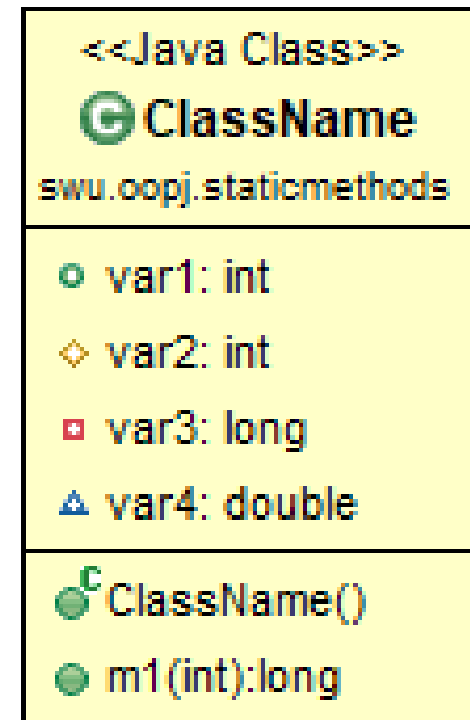 <<Java Class>>
C ClassName
swu.oopj.staticmethods
var1: int
var2: int
var3: long
var4: double
C ClassName()
m1(int):long